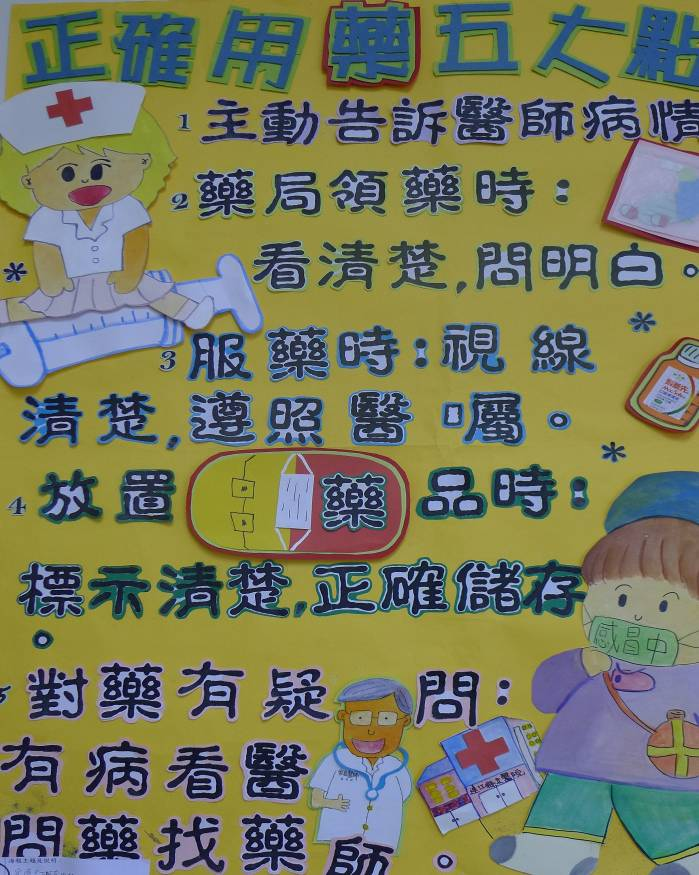 正確用藥五大點
1 主動告訴醫師病情
2 藥局領藥時：
看清楚,問明白。
3 服藥時：視線
清楚,遵照醫囑。
4 放置藥品時：
標示清楚,正確儲存
。
5 對藥有疑問：
有病看醫
問藥找藥師。
感冒中